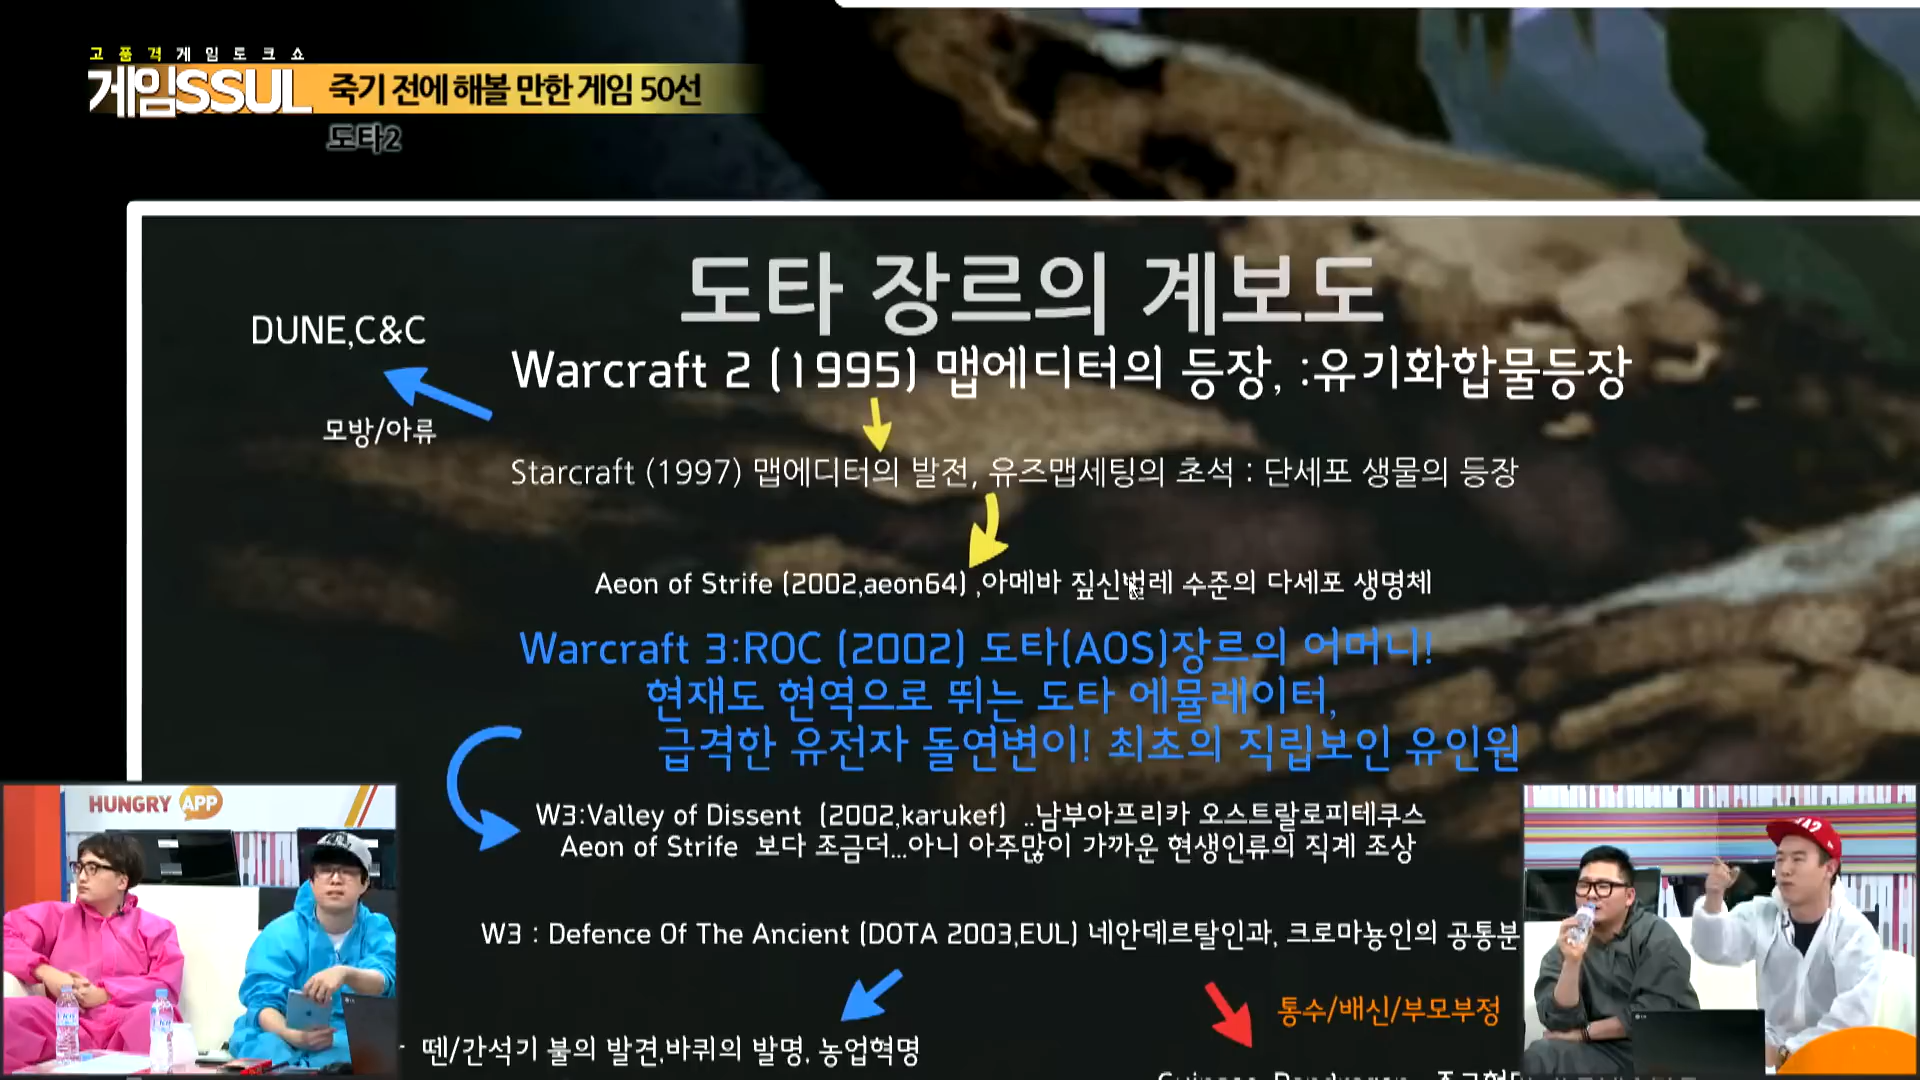 고품격게임토크쇼
게임SSUL 죽기 전에 해볼 만한 게임 50선
도타2
도타 장르의 계보도
DUNE,C&C
Warcraft 2 (1995) 맵에디터의 등장, :유기화합물등장
모방/아류
Starcraft (1997) 맵에디터의 발전, 유즈맵세팅의 초석 : 단세포 생물의 등장
Aeon of Strife (2002,aeon64) ,아메바 짚신벌레 수준의 다세포 생명체
Warcraft 3:ROC (2002) 도타(AOS)장르의 어머니!
현재도 현역으로 뛰는 도타 에뮬레이터,
급격한 유전자 돌연변이! 최초의 직립보인 유인원
W3:Valley of Dissent (2002,karukef) ..남부아프리카 오스트랄로피테쿠스
Aeon of Strife 보다 조금더...아니 아주많이 가까운 현생인류의 직계 조상
W3 : Defence Of The Ancient (DOTA 2003,EUL) 네안데르탈인과, 크로마뇽인의 공통분
통수/배신/부모부정
뗀/간석기 불의 발견,바퀴의 발명, 농업혁명
HUNGRY APP